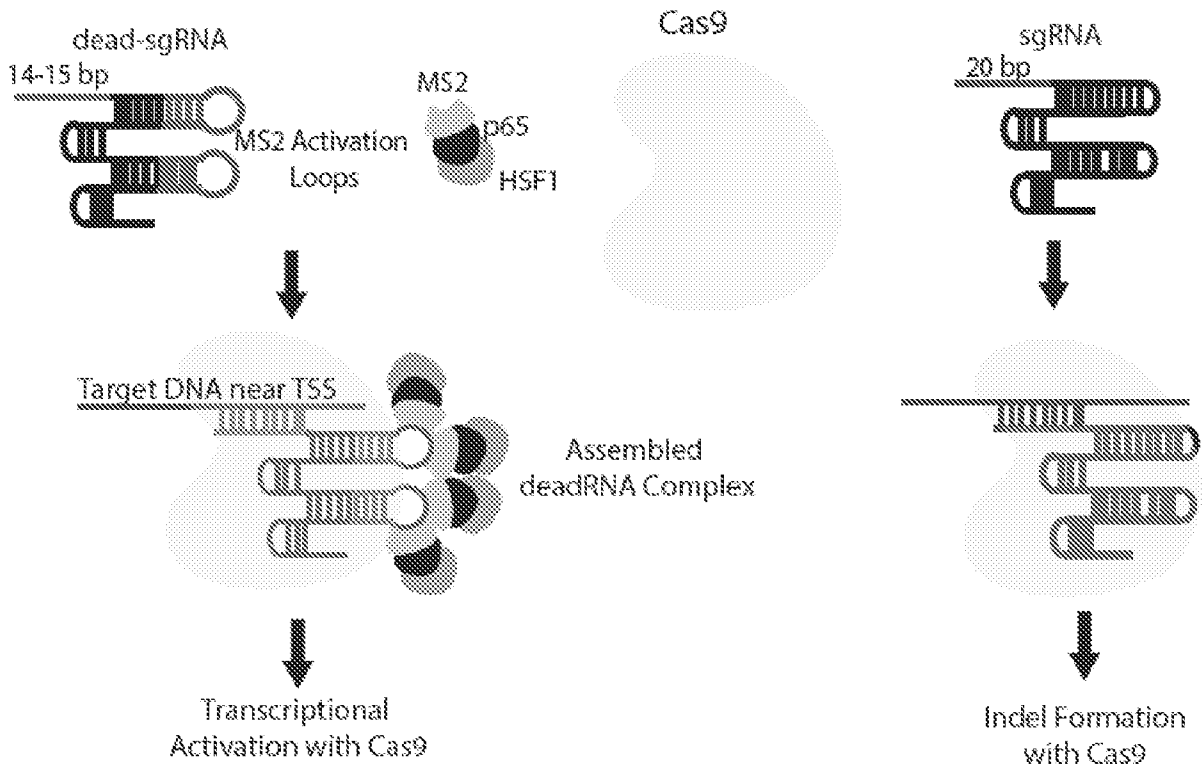 dead-sgRNA
14-15 bp
MS2 Activation
Loops
MS2
p65
HSF1
Cas9
sgRNA
20 bp
Target DNA near TSS
Assembled
deadRNA Complex
Transcriptional
Activation with Cas9
Indel Formation
with Cas9